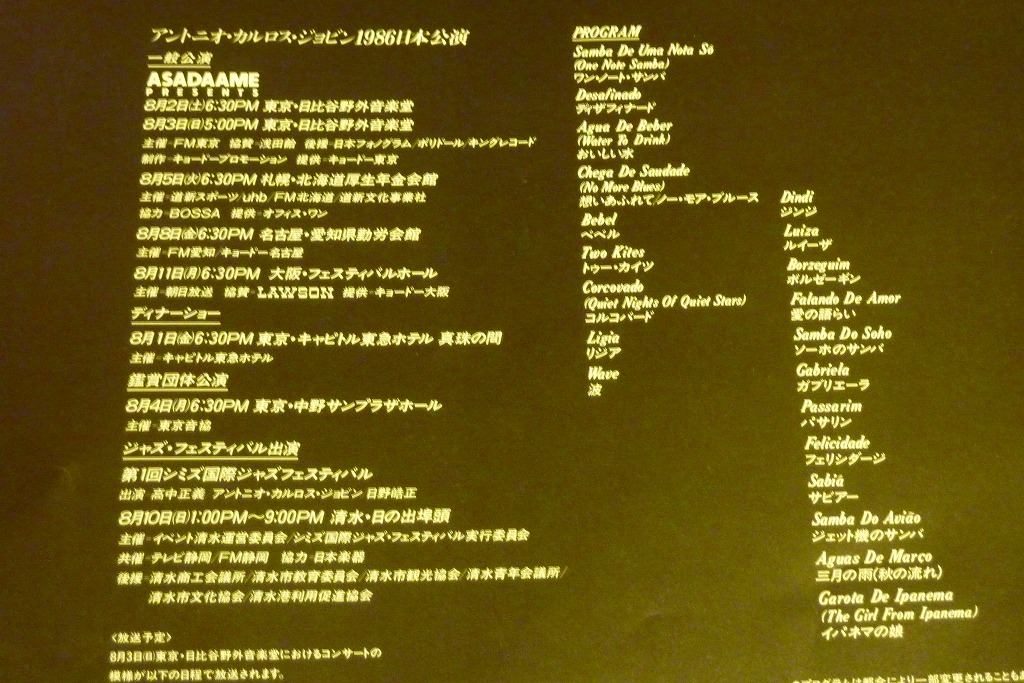 アントニオ・カルロス・ジョビン1986日本公演
一般公演
ASADAAME
PRESENTS
8月2日(土)6:30PM 東京・日比谷野外音楽堂
8月3日(日)5:00PM 東京・日比谷野外音楽堂
主催=FM東京 協賛=浅田飴 後援=日本フォノグラム/ポリドール/キングレコード
制作=キョードープロモーション 提供=キョードー東京
8月5日(火)6:30PM 札幌・北海道厚生年金会館
主催=道新スポーツ/uhb/FM北海道/道新文化事業社
協力=BOSSA 提供=オフィス・ワン
8月8日(金)6:30PM 名古屋・愛知県勤労会館
主催=FM愛知/キョードー名古屋
8月11日(月)6:30PM 大阪・フェスティバルホール
主催=朝日放送 協賛=LAWSON 提供=キョードー大阪
ディナーショー
8月1日(金)6:30PM 東京・キャピトル東急ホテル 真珠の間
主催=キャピトル東急ホテル
鑑賞団体公演
8月4日(月)6:30PM 東京・中野サンプラザホール
主催=東京音協
ジャズ・フェスティバル出演
第1回シミズ国際ジャズフェスティバル
出演=高中正義 アントニオ・カルロス・ジョビン 日野皓正
8月10日(日)1:00PM〜9:00PM 清水・日の出埠頭
主催=イベント清水運営委員会/シミズ国際ジャズ・フェスティバル実行委員会
共催=テレビ静岡/FM静岡 協力=日本楽器
後援=清水商工会議所/清水市教育委員会/清水市観光協会/清水青年会議所/
清水市文化協会/清水港利用促進協会
〈放送予定〉
8月3日(日)東京・日比谷野外音楽堂におけるコンサートの
模様が以下の日程で放送されます。
PROGRAM
Samba De Uma Nota Só
(One Note Samba)
ワン・ノート・サンバ
Desafinado
ディザフィナード
Agua De Beber
(Water To Drink)
おいしい水
Chega De Saudade
(No More Blues)
想いあふれて/ノー・モア・ブルース
Bebel
ベベル
Two Kites
トゥー・カイツ
Corcovado
(Quiet Nights Of Quiet Stars)
コルコバード
Ligia
リジア
Wave
波
Dindi
ジンジ
Luiza
ルイーザ
Borzeguim
ボルゼーギン
Falando De Amor
愛の語らい
Samba Do Soho
ソーホのサンバ
Gabriela
ガブリエーラ
Passarim
パサリン
Felicidade
フェリシダージ
Sabiá
サビアー
Samba Do Avião
ジェット機のサンバ
Aguas De Marco
三月の雨(秋の流れ)
Garota De Ipanema
(The Girl From Ipanema)
イパネマの娘
●プログラムは都合により一部変更されることも